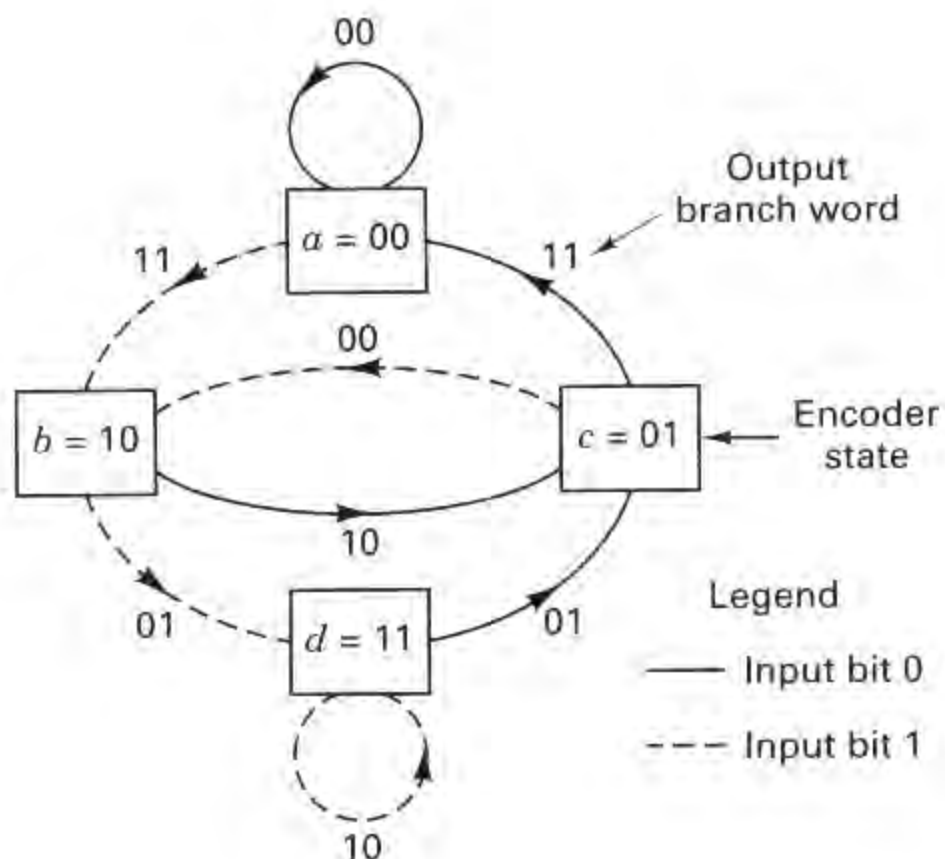 00
Output
branch word
a = 00
11
11
00
b = 10
c = 01
Encoder
state
10
01
d = 11
01
Legend
Input bit 0
Input bit 1
10